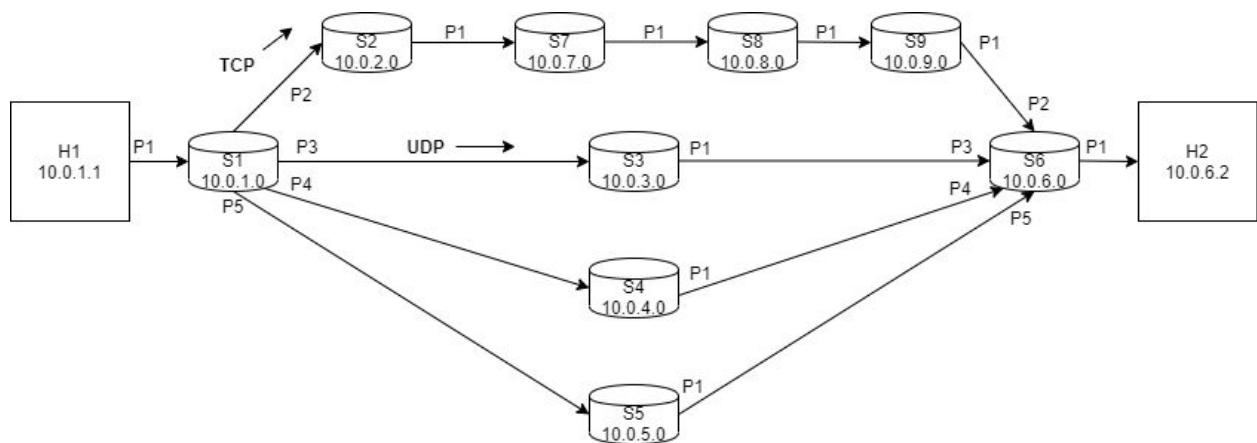 S2
10.0.2.0
P1
S7
10.0.7.0
P1
S8
10.0.8.0
P1
S9
10.0.9.0
P1
TCP
P2
P2
H1
10.0.1.1
P1
S1
10.0.1.0
P3
UDP
S3
10.0.3.0
P1
P3
S6
10.0.6.0
P1
H2
10.0.6.2
P4
P5
P4
P5
S4
10.0.4.0
P1
S5
10.0.5.0
P1